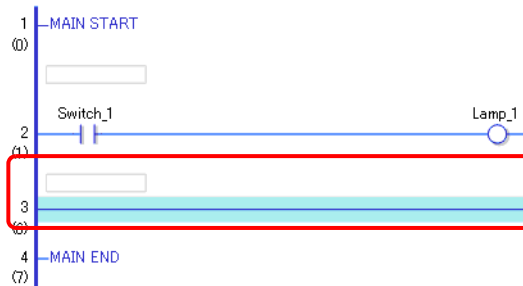 1 MAIN START
(0)
Switch_1 Lamp_1
2
(1)
3
(6)
4 MAIN END
(7)